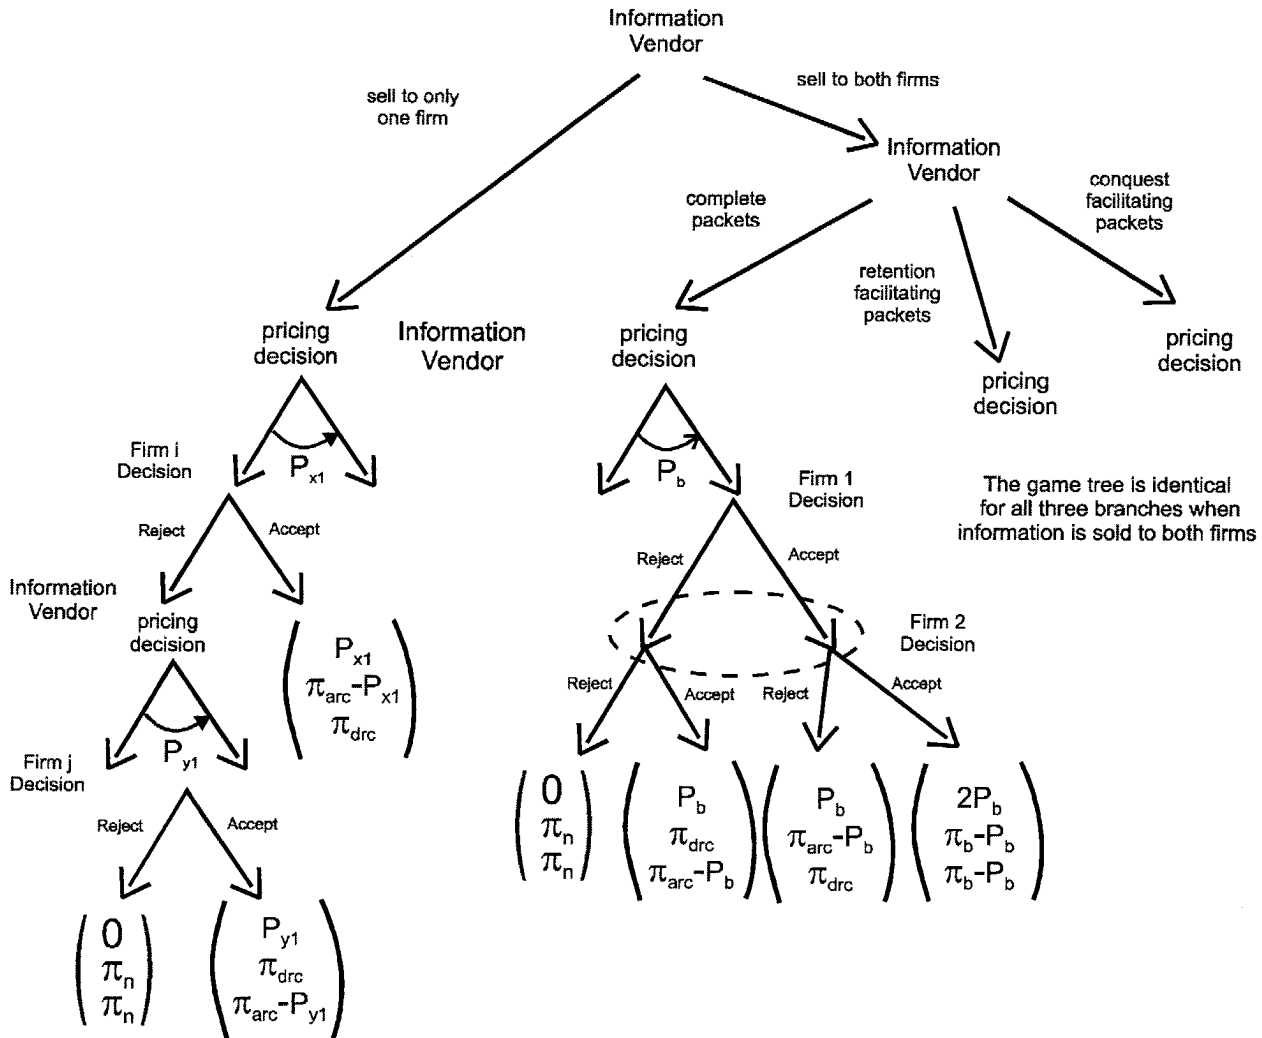 Information
Vendor
sell to only
one firm
sell to both firms
Information
Vendor
complete
packets
conquest
facilitating
packets
retention
facilitating
packets
pricing
decision
Information
Vendor
pricing
decision
pricing
decision
pricing
decision
Firm i
Decision
Px1
Pb
Firm 1
Decision
The game tree is identical
for all three branches when
information is sold to both firms
Reject
Accept
Reject
Accept
Information
Vendor
pricing
decision
Px1
πarc-Px1
πdrc
Firm 2
Decision
Reject
Accept
Reject
Accept
Py1
Firm j
Decision
Reject
Accept
0
πn
πn
Pb
πdrc
πarc-Pb
Pb
πarc-Pb
πdrc
2Pb
πb-Pb
πb-Pb
0
πn
πn
Py1
πdrc
πarc-Py1